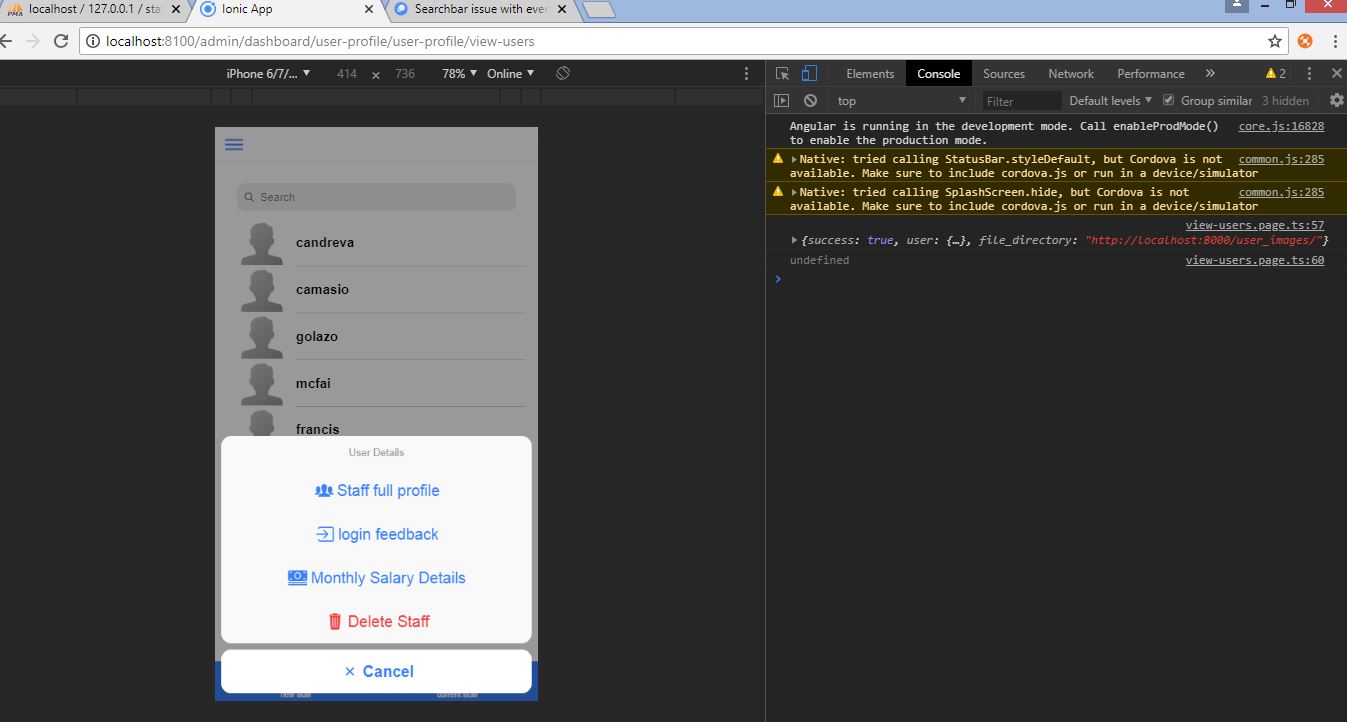 localhost / 127.0.0.1 / sta
Ionic App
Searchbar issue with even
localhost:8100/admin/dashboard/user-profile/user-profile/view-users
iPhone 6/7/... ▼ 414 × 736 78% ▼ Online ▼
Elements Console Sources Network Performance » 2
top ▼ Filter Default levels ▼ Group similar 3 hidden
Search
candreva
camasio
golazo
mcfai
francis
User Details
Staff full profile
login feedback
Monthly Salary Details
Delete Staff
× Cancel
new staff current staff
Angular is running in the development mode. Call enableProdMode() core.js:16828
to enable the production mode.
Native: tried calling StatusBar.styleDefault, but Cordova is not common.js:285
available. Make sure to include cordova.js or run in a device/simulator
Native: tried calling SplashScreen.hide, but Cordova is not common.js:285
available. Make sure to include cordova.js or run in a device/simulator
view-users.page.ts:57
{success: true, user: {…}, file_directory: "http://localhost:8000/user_images/"}
undefined view-users.page.ts:60